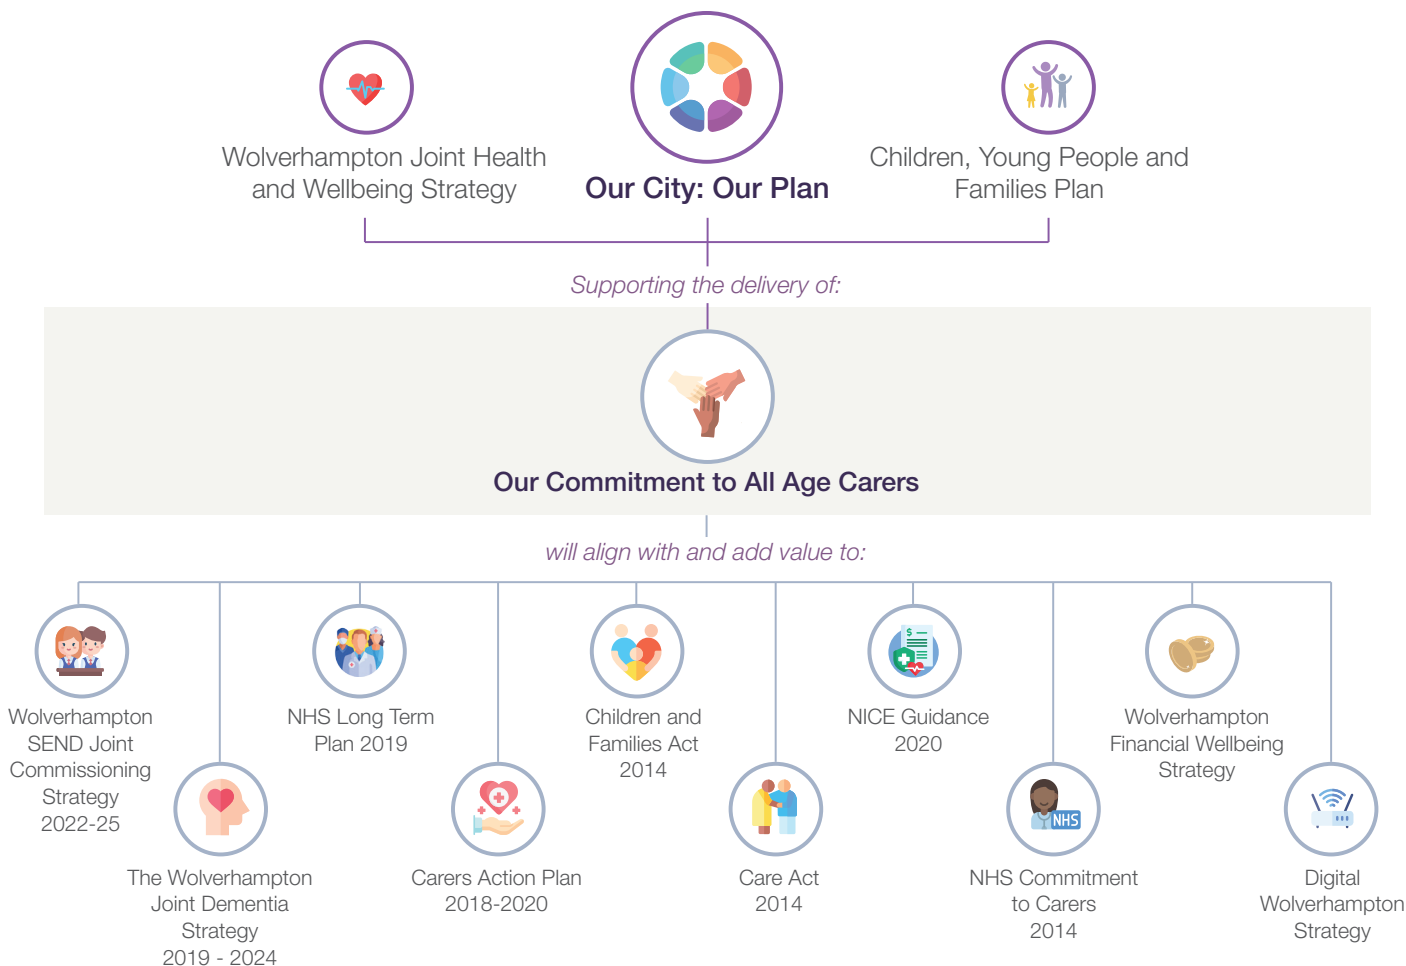 Wolverhampton Joint Health
and Wellbeing Strategy
Our City: Our Plan
Children, Young People and
Families Plan
Supporting the delivery of:
Our Commitment to All Age Carers
will align with and add value to:
Wolverhampton
SEND Joint
Commissioning
Strategy
2022-25
The Wolverhampton
Joint Dementia
Strategy
2019 - 2024
NHS Long Term
Plan 2019
Carers Action Plan
2018-2020
Children and
Families Act
2014
Care Act
2014
$
NICE Guidance
2020
NHS
NHS Commitment
to Carers
2014
Wolverhampton
Financial Wellbeing
Strategy
Digital
Wolverhampton
Strategy